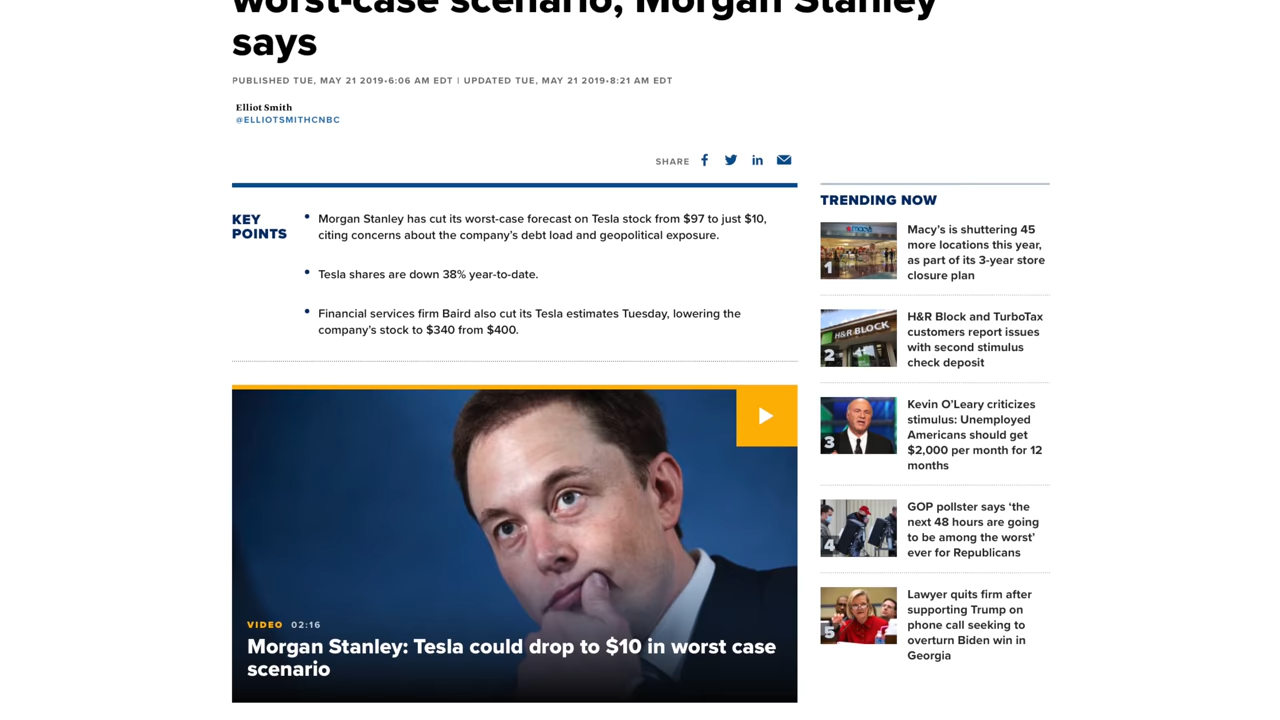 worst-case scenario, Morgan Stanley
says
PUBLISHED TUE, MAY 21 2019•6:06 AM EDT | UPDATED TUE, MAY 21 2019•8:21 AM EDT
Elliot Smith
@ELLIOTSMITHCNBC
SHARE
KEY
POINTS
• Morgan Stanley has cut its worst-case forecast on Tesla stock from $97 to just $10,
citing concerns about the company’s debt load and geopolitical exposure.
• Tesla shares are down 38% year-to-date.
• Financial services firm Baird also cut its Tesla estimates Tuesday, lowering the
company’s stock to $340 from $400.
VIDEO 02:16
Morgan Stanley: Tesla could drop to $10 in worst case
scenario
TRENDING NOW
macy's
1
Macy’s is shuttering 45
more locations this year,
as part of its 3-year store
closure plan
H&R BLOCK
2
H&R Block and TurboTax
customers report issues
with second stimulus
check deposit
3
Kevin O’Leary criticizes
stimulus: Unemployed
Americans should get
$2,000 per month for 12
months
4
GOP pollster says ‘the
next 48 hours are going
to be among the worst’
ever for Republicans
5
Lawyer quits firm after
supporting Trump on
phone call seeking to
overturn Biden win in
Georgia